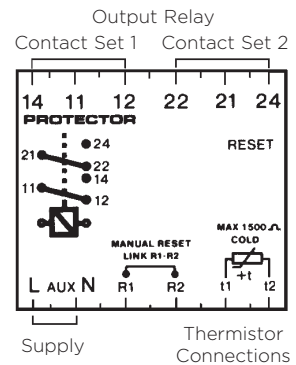 Output Relay
Contact Set 1 Contact Set 2
14 11 12 22 21 24
PROTECTOR
24
RESET
21
22
14
11
12
MAX 1500 Ω
COLD
MANUAL RESET
LINK R1-R2
+t
L AUX N R1 R2 t1 t2
Supply
Thermistor
Connections